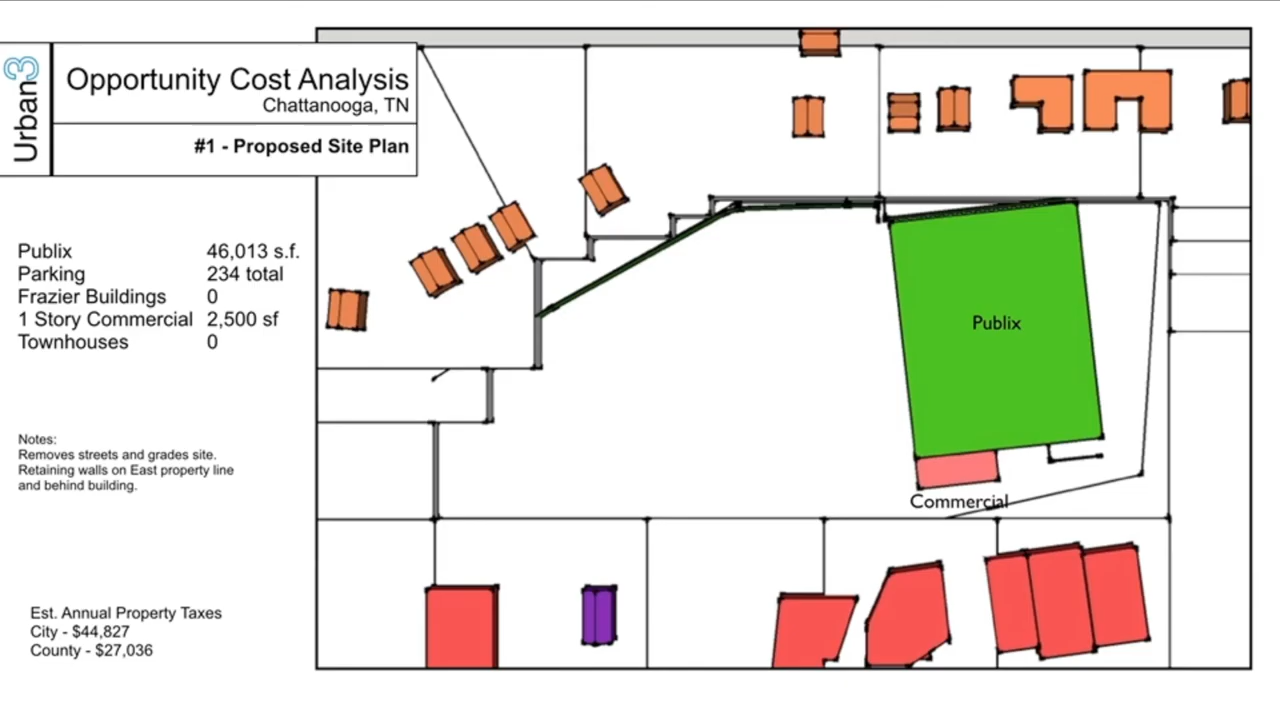 Urban3
Opportunity Cost Analysis
Chattanooga, TN
#1 - Proposed Site Plan
Publix 46,013 s.f.
Parking 234 total
Frazier Buildings 0
1 Story Commercial 2,500 sf
Townhouses 0
Notes:
Removes streets and grades site.
Retaining walls on East property line
and behind building.
Est. Annual Property Taxes
City - $44,827
County - $27,036
Publix
Commercial